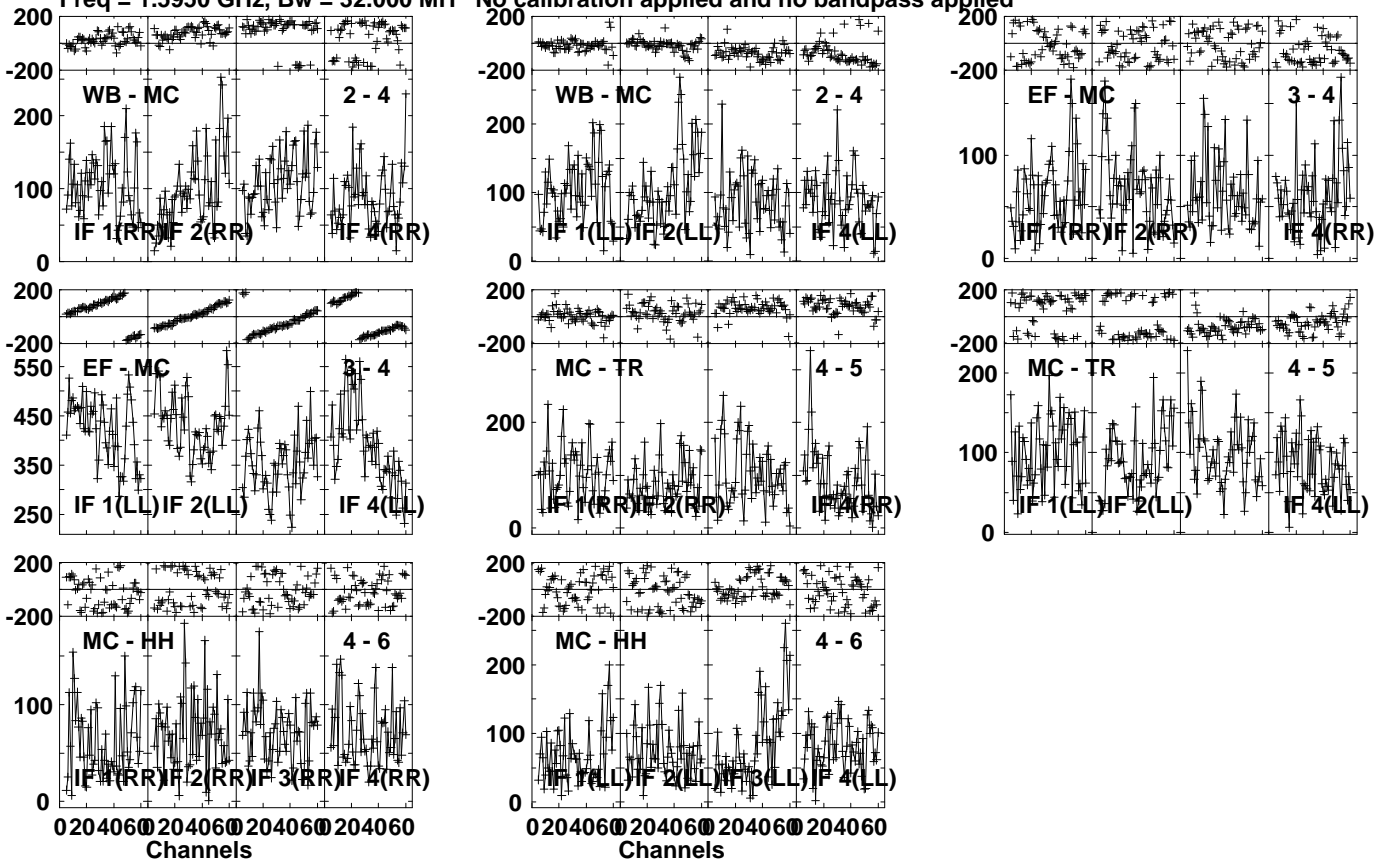 Freq = 1.5950 GHz, Bw = 32.000 MH No calibration applied and no bandpass applied
200
-200
WB - MC 2 - 4
200
100
0
IF 1(RR) IF 2(RR) IF 4(RR)
WB - MC 2 - 4
200
100
0
IF 1(LL) IF 2(LL) IF 4(LL)
200
-200
EF - MC 3 - 4
100
0
IF 1(RR) IF 2(RR) IF 4(RR)
200
-200
EF - MC 3 - 4
550
450
350
250
IF 1(LL) IF 2(LL) IF 4(LL)
200
-200
MC - TR 4 - 5
200
0
IF 1(RR) IF 2(RR) IF 4(RR)
200
-200
MC - TR 4 - 5
200
100
0
IF 1(LL) IF 2(LL) IF 4(LL)
200
-200
MC - HH 4 - 6
100
0
IF 1(RR) IF 2(RR) IF 3(RR) IF 4(RR)
0 20 40 60 0 20 40 60 0 20 40 60 0 20 40 60
Channels
200
-200
MC - HH 4 - 6
200
100
0
IF 1(LL) IF 2(LL) IF 3(LL) IF 4(LL)
0 20 40 60 0 20 40 60 0 20 40 60 0 20 40 60
Channels